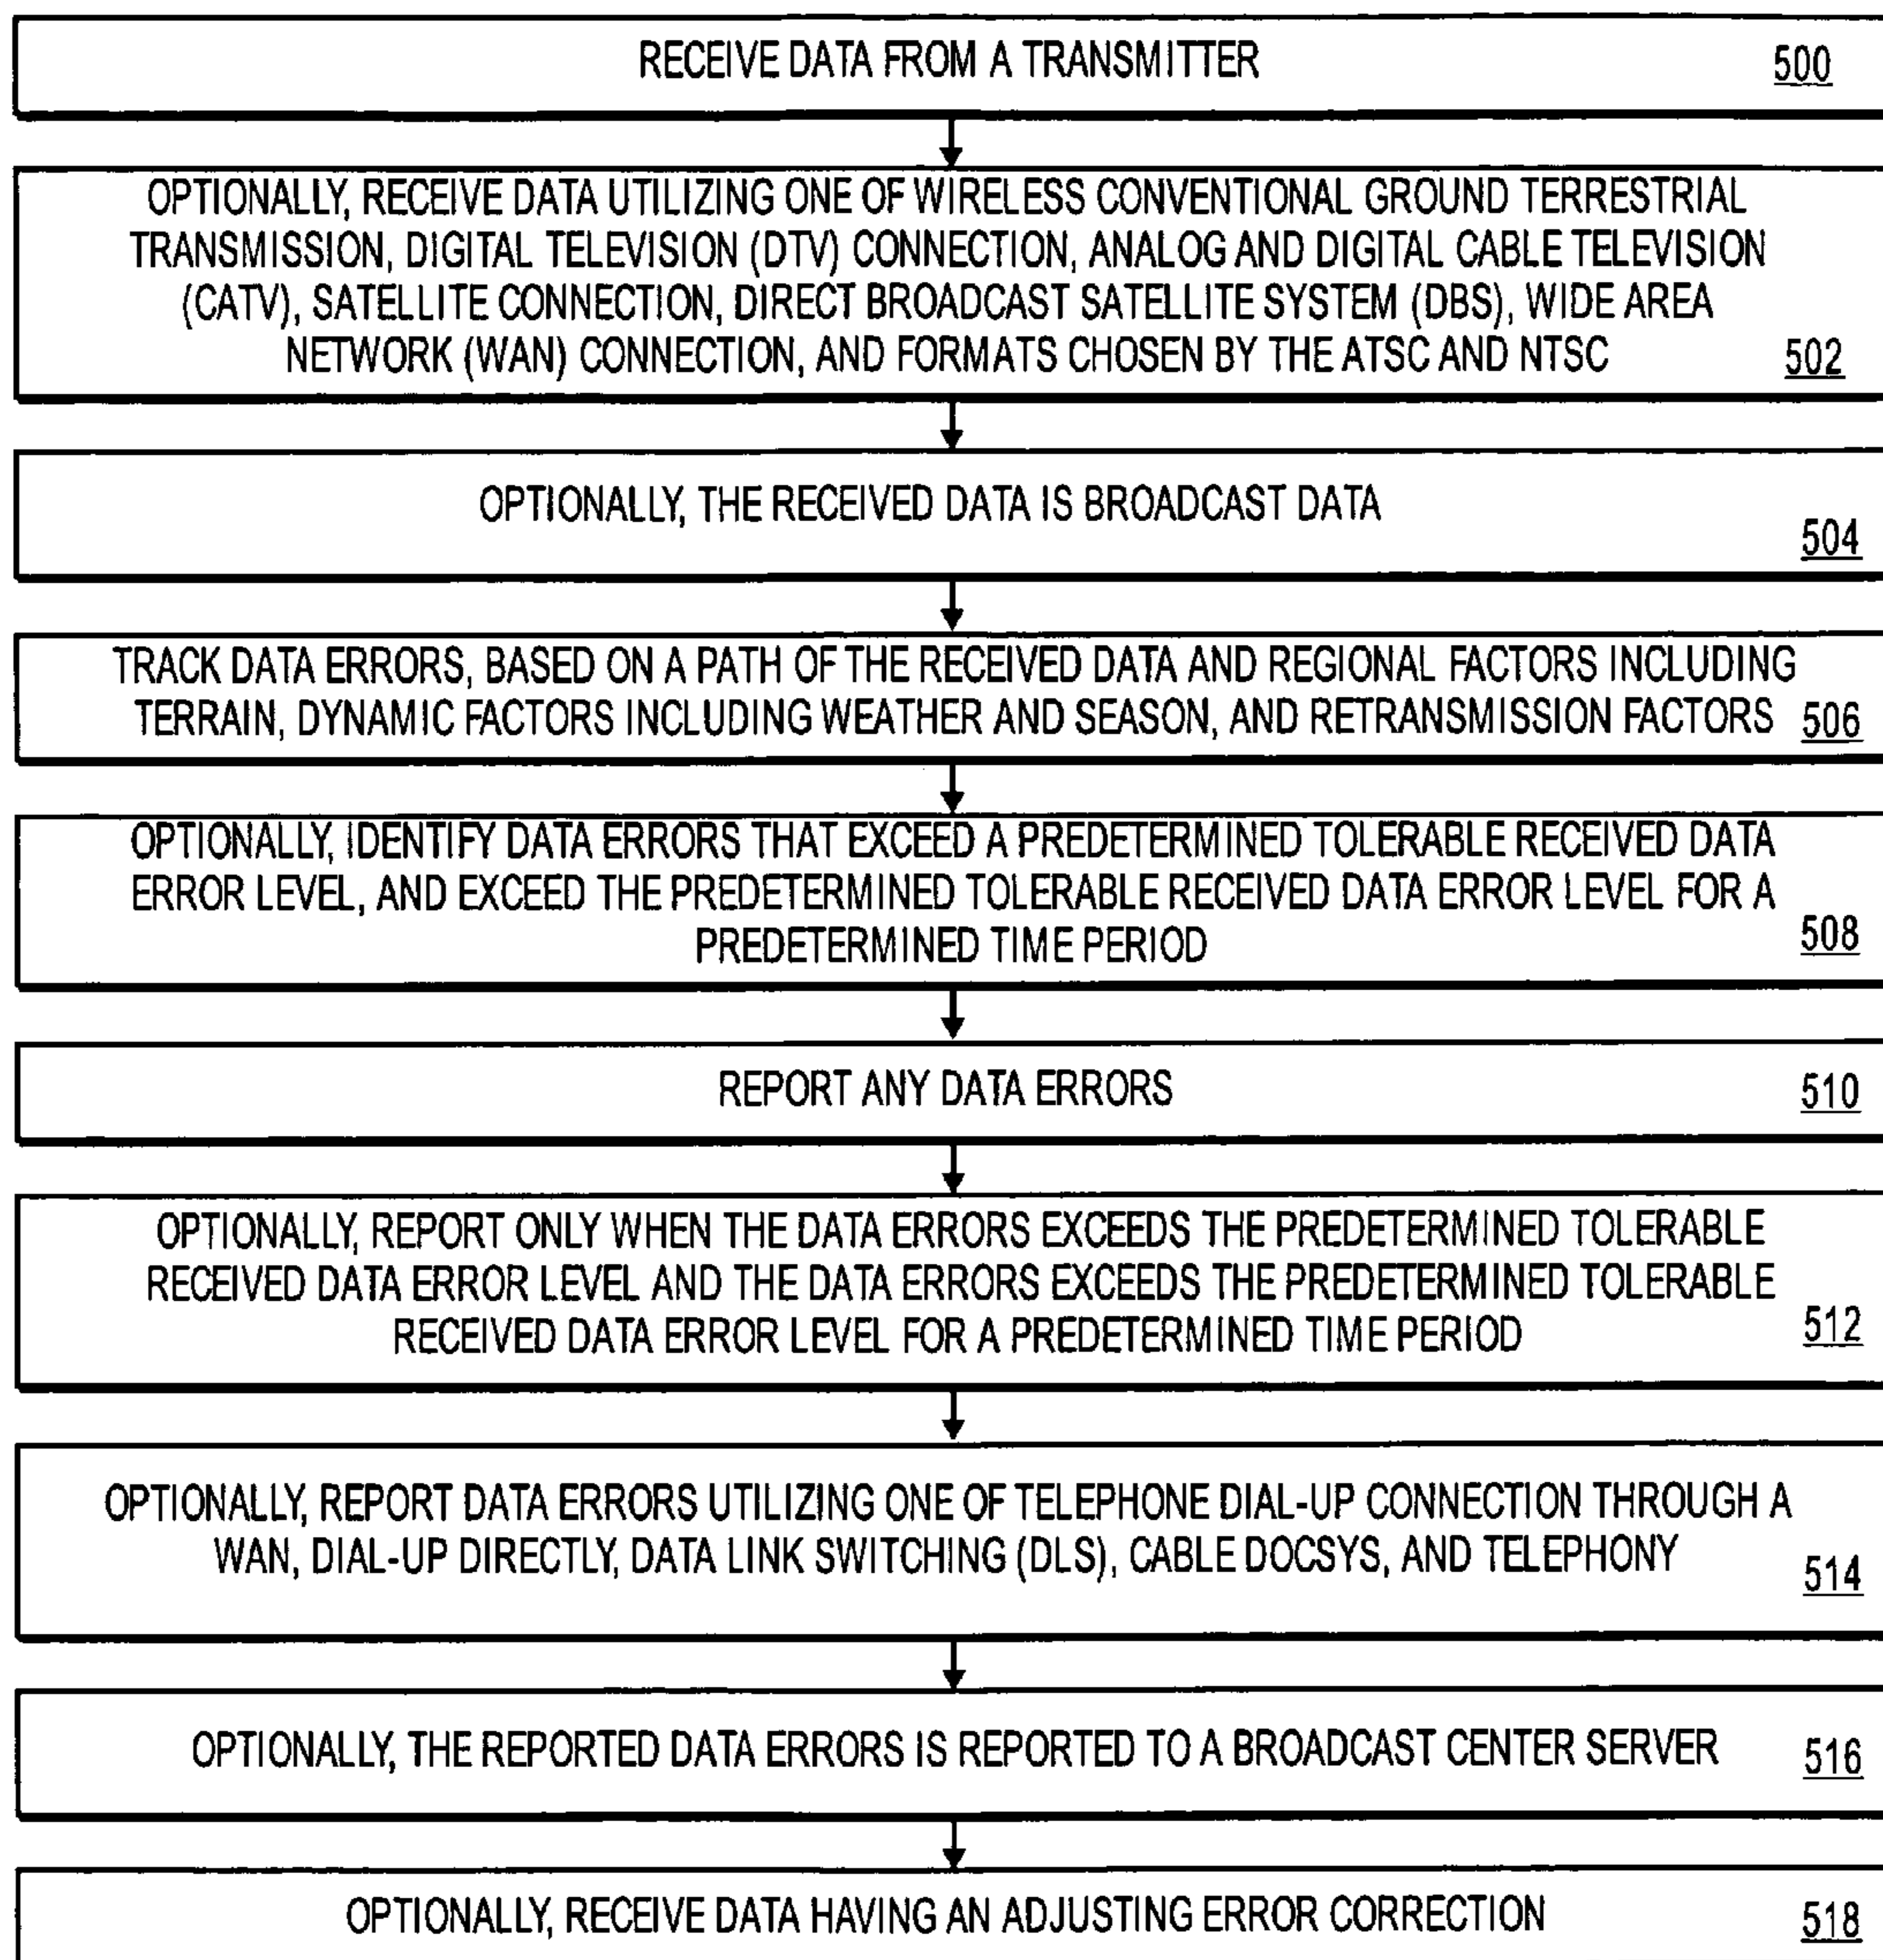 RECEIVE DATA FROM A TRANSMITTER 500
OPTIONALLY, RECEIVE DATA UTILIZING ONE OF WIRELESS CONVENTIONAL GROUND TERRESTRIAL
TRANSMISSION, DIGITAL TELEVISION (DTV) CONNECTION, ANALOG AND DIGITAL CABLE TELEVISION
(CATV), SATELLITE CONNECTION, DIRECT BROADCAST SATELLITE SYSTEM (DBS), WIDE AREA
NETWORK (WAN) CONNECTION, AND FORMATS CHOSEN BY THE ATSC AND NTSC 502
OPTIONALLY, THE RECEIVED DATA IS BROADCAST DATA
504
TRACK DATA ERRORS, BASED ON A PATH OF THE RECEIVED DATA AND REGIONAL FACTORS INCLUDING
TERRAIN, DYNAMIC FACTORS INCLUDING WEATHER AND SEASON, AND RETRANSMISSION FACTORS 506
OPTIONALLY, IDENTIFY DATA ERRORS THAT EXCEED A PREDETERMINED TOLERABLE RECEIVED DATA
ERROR LEVEL, AND EXCEED THE PREDETERMINED TOLERABLE RECEIVED DATA ERROR LEVEL FOR A
PREDETERMINED TIME PERIOD 508
REPORT ANY DATA ERRORS 510
OPTIONALLY, REPORT ONLY WHEN THE DATA ERRORS EXCEEDS THE PREDETERMINED TOLERABLE
RECEIVED DATA ERROR LEVEL AND THE DATA ERRORS EXCEEDS THE PREDETERMINED TOLERABLE
RECEIVED DATA ERROR LEVEL FOR A PREDETERMINED TIME PERIOD 512
OPTIONALLY, REPORT DATA ERRORS UTILIZING ONE OF TELEPHONE DIAL-UP CONNECTION THROUGH A
WAN, DIAL-UP DIRECTLY, DATA LINK SWITCHING (DLS), CABLE DOCSYS, AND TELEPHONY
514
OPTIONALLY, THE REPORTED DATA ERRORS IS REPORTED TO A BROADCAST CENTER SERVER 516
OPTIONALLY, RECEIVE DATA HAVING AN ADJUSTING ERROR CORRECTION 518